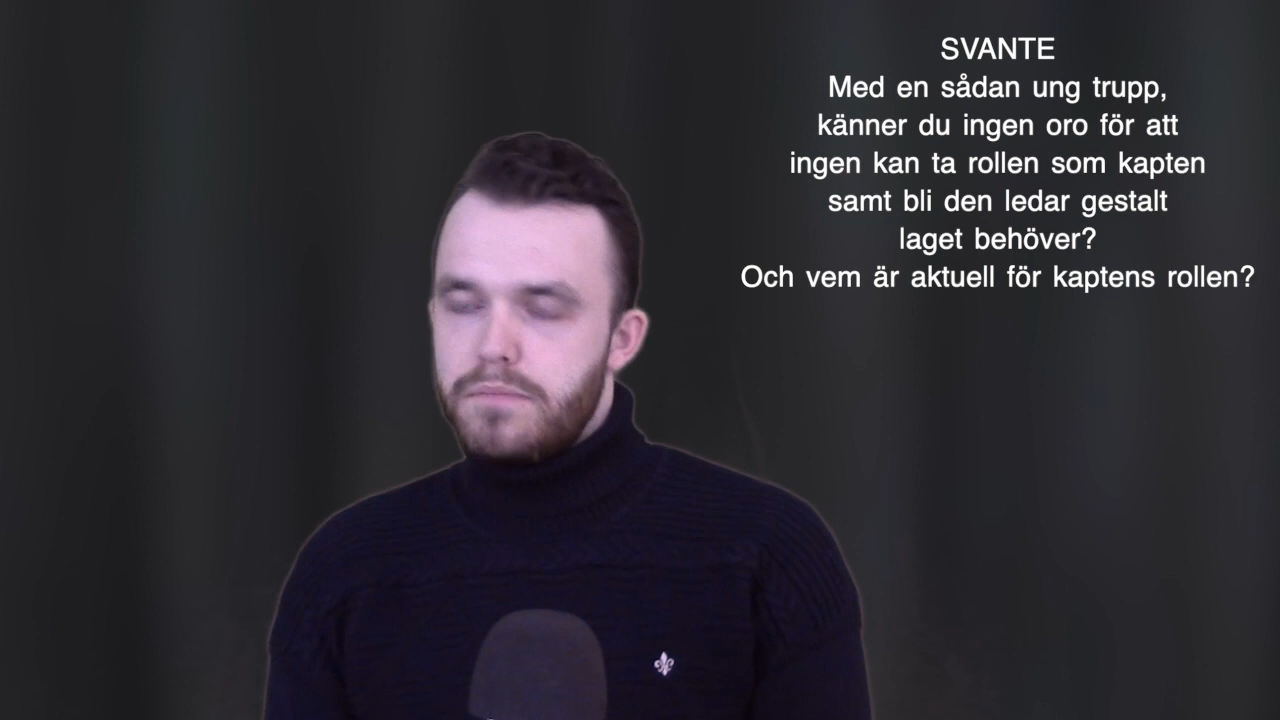 SVANTE
Med en sådan ung trupp,
känner du ingen oro för att
ingen kan ta rollen som kapten
samt bli den ledar gestalt
laget behöver?
Och vem är aktuell för kaptens rollen?